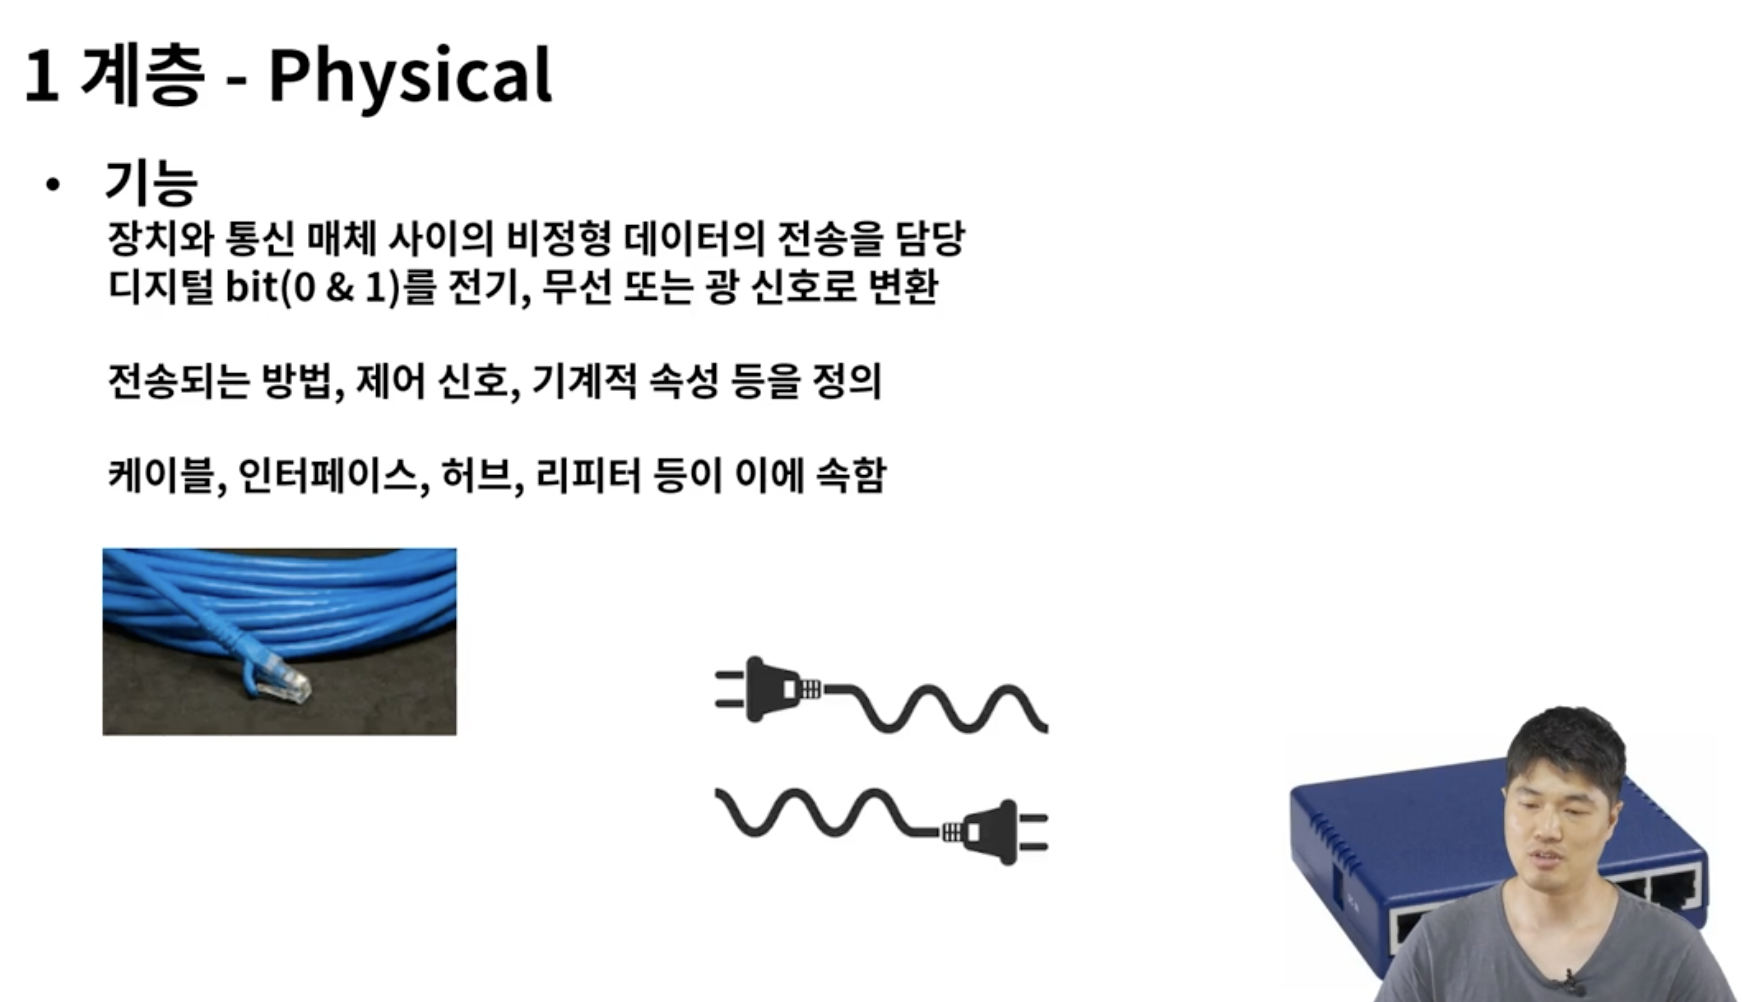 1 계층 - Physical
• 기능
장치와 통신 매체 사이의 비정형 데이터의 전송을 담당
디지털 bit(0 & 1)를 전기, 무선 또는 광 신호로 변환
전송되는 방법, 제어 신호, 기계적 속성 등을 정의
케이블, 인터페이스, 허브, 리피터 등이 이에 속함